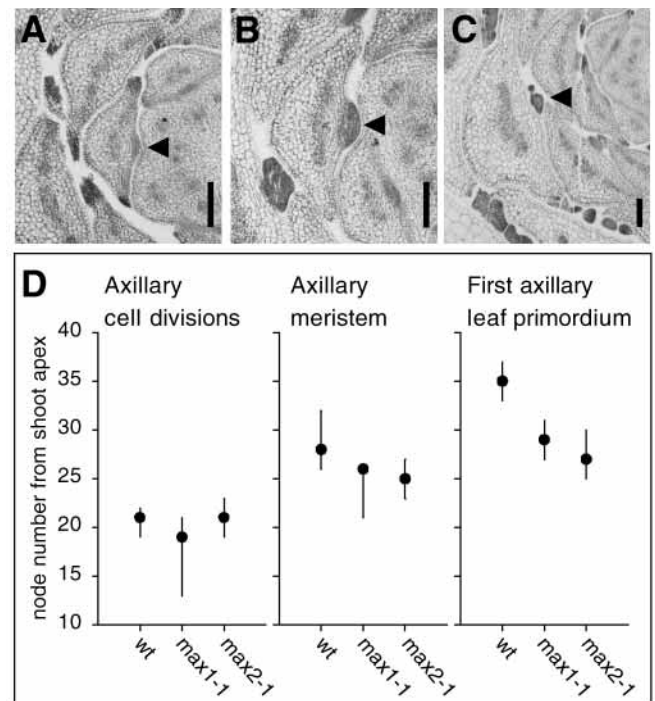 A
B
C
D
Axillary cell divisions
Axillary meristem
First axillary leaf primordium
node number from shoot apex
40
35
30
25
20
15
10
wt
max1-1
max2-1
wt
max1-1
max2-1
wt
max1-1
max2-1